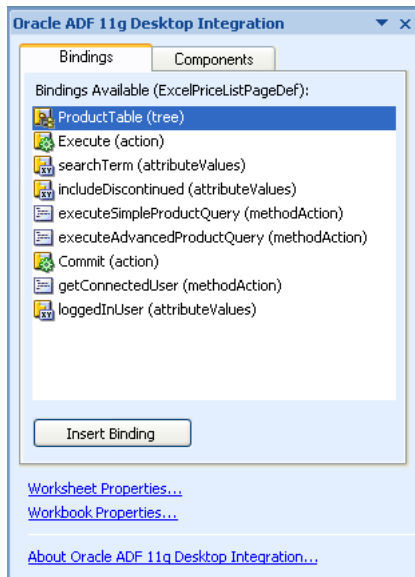 Oracle ADF 11g Desktop Integration
Bindings Components
Bindings Available (ExcelPriceListPageDef):
ProductTable (tree)
Execute (action)
searchTerm (attributeValues)
includeDiscontinued (attributeValues)
executeSimpleProductQuery (methodAction)
executeAdvancedProductQuery (methodAction)
Commit (action)
getConnectedUser (methodAction)
loggedInUser (attributeValues)
Insert Binding
Worksheet Properties...
Workbook Properties...
About Oracle ADF 11g Desktop Integration...